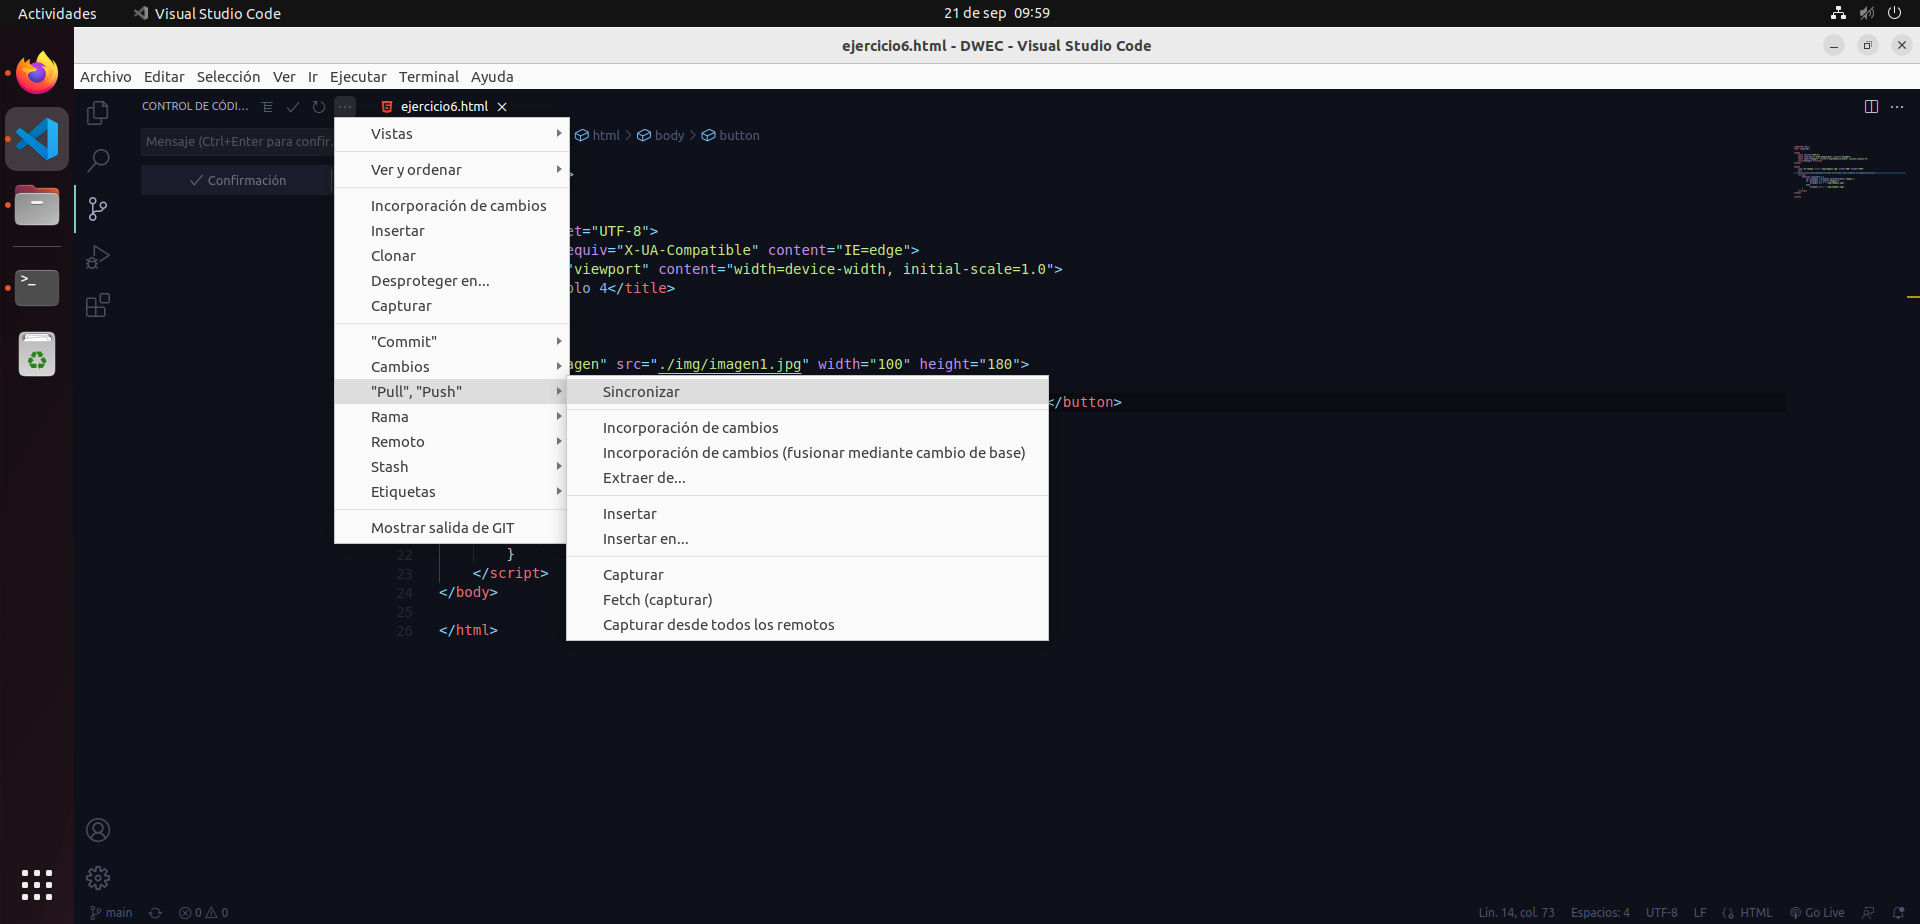 Actividades
Visual Studio Code
21 de sep 09:59
ejercicio6.html - DWEC - Visual Studio Code
Archivo Editar Selección Ver Ir Ejecutar Terminal Ayuda
CONTROL DE CÓDI...
ejercicio6.html
Mensaje (Ctrl+Enter para confir.
Confirmación
html > body > button
Vistas
Ver y ordenar
Incorporación de cambios
Insertar
Clonar
Desproteger en...
Capturar
"Commit"
Cambios
"Pull", "Push"
Rama
Remoto
Stash
Etiquetas
Mostrar salida de GIT
Sincronizar
Incorporación de cambios
Incorporación de cambios (fusionar mediante cambio de base)
Extraer de...
Insertar
Insertar en...
Capturar
Fetch (capturar)
Capturar desde todos los remotos
>
et="UTF-8">
equiv="X-UA-Compatible" content="IE=edge">
"viewport" content="width=device-width, initial-scale=1.0">
olo 4</title>
agen" src="./img/imagen1.jpg" width="100" height="180">
</button>
22 }
23 </script>
24 </body>
25
26 </html>
main 0 0
Lín. 14, col. 73 Espacios: 4 UTF-8 LF HTML Go Live